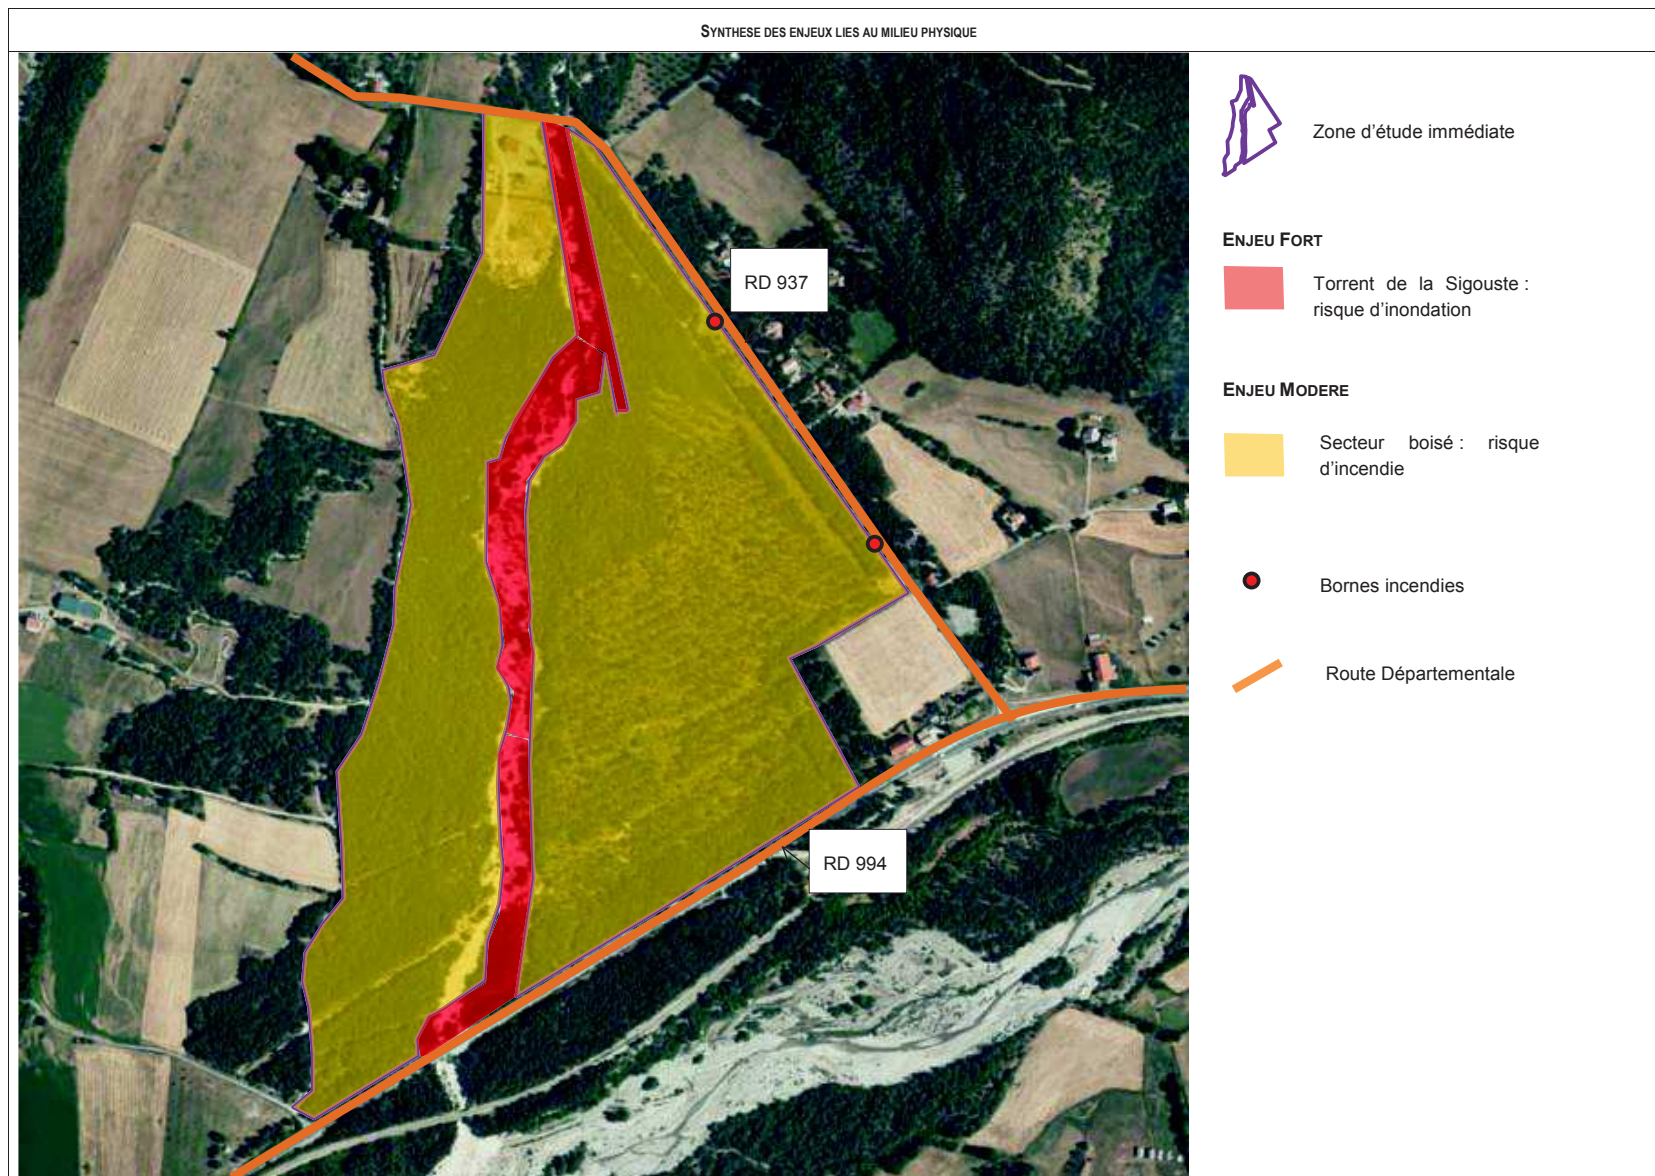 SYNTHESE DES ENJEUX LIES AU MILIEU PHYSIQUE
Zone d'étude immédiate
ENJEU FORT
Torrent de la Sigouste :
risque d'inondation
ENJEU MODERE
Secteur boisé : risque
d'incendie
Bornes incendies
Route Départementale
RD 937
RD 994